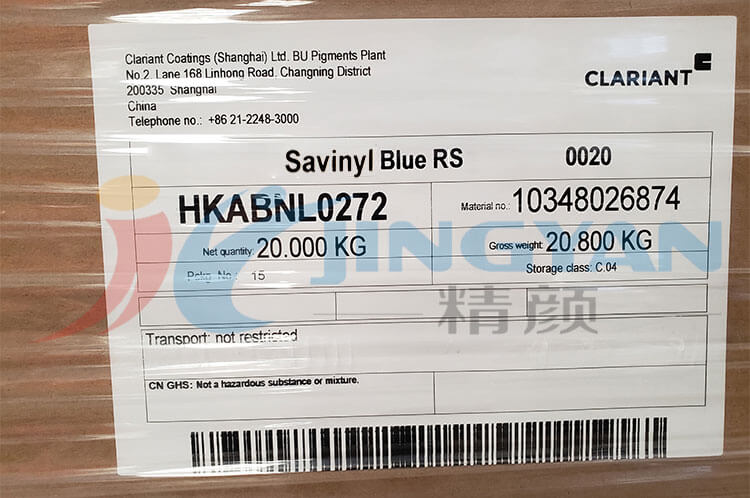 Clariant Coatings (Shanghai) Ltd. BU Pigments Plant
No.2, Lane 168 Linhong Road, Changning District
200335 Shanghai
China
Telephone no.: +86 21-2248-3000
CLARIANT
Savinyl Blue RS 0020
HKABNL0272 Material no.: 10348026874
Net quantity: 20.000 KG Gross weight: 20.800 KG
Pckg. No.: 15 Storage class: C.04
JINGYAN
精颜
Transport: not restricted
CN GHS: Not a hazardous substance or mixture.